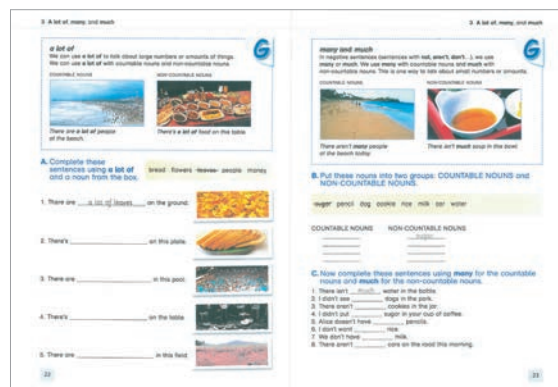 3 A lot of, many, and much
a lot of
We can use a lot of to talk about large numbers or amounts of things.
We can use a lot of with countable nouns and non-countable nouns
G
COUNTABLE NOUNS
NON-COUNTABLE NOUNS
There are a lot of people
at the beach.
There's a lot of food on this table.
A. Complete these
sentences using a lot of
and a noun from the box.
bread flowers leaves people money
1. There are a lot of leaves on the ground.
2. There's on this plate.
3. There are in this pool.
4. There's on the table
5. There are in this field
22
3 A lot of, many, and much
many and much
In negative sentences (sentences with not, aren't, don't...), we use
many or much. We use many with countable nouns and much with
non-countable nouns. This is one way to talk about small numbers or amounts.
G
COUNTABLE NOUNS
NON-COUNTABLE NOUNS
There aren't many people
at the beach today.
There isn't much soup in the bowl.
B. Put these nouns into two groups: COUNTABLE NOUNS and
NON-COUNTABLE NOUNS.
sugar pencil dog cookie rice milk car water
COUNTABLE NOUNS
NON-COUNTABLE NOUNS
sugar
C. Now complete these sentences using many for the countable
nouns and much for the non-countable nouns.
1. There isn't much water in the bottle.
2. I didn't see dogs in the park.
3. There aren't cookies in the jar.
4. I didn't put sugar in your cup of coffee.
5. Alice doesn't have pencils.
6. I don't want rice.
7. We don't have milk.
8. There aren't cars on the road this morning.
23